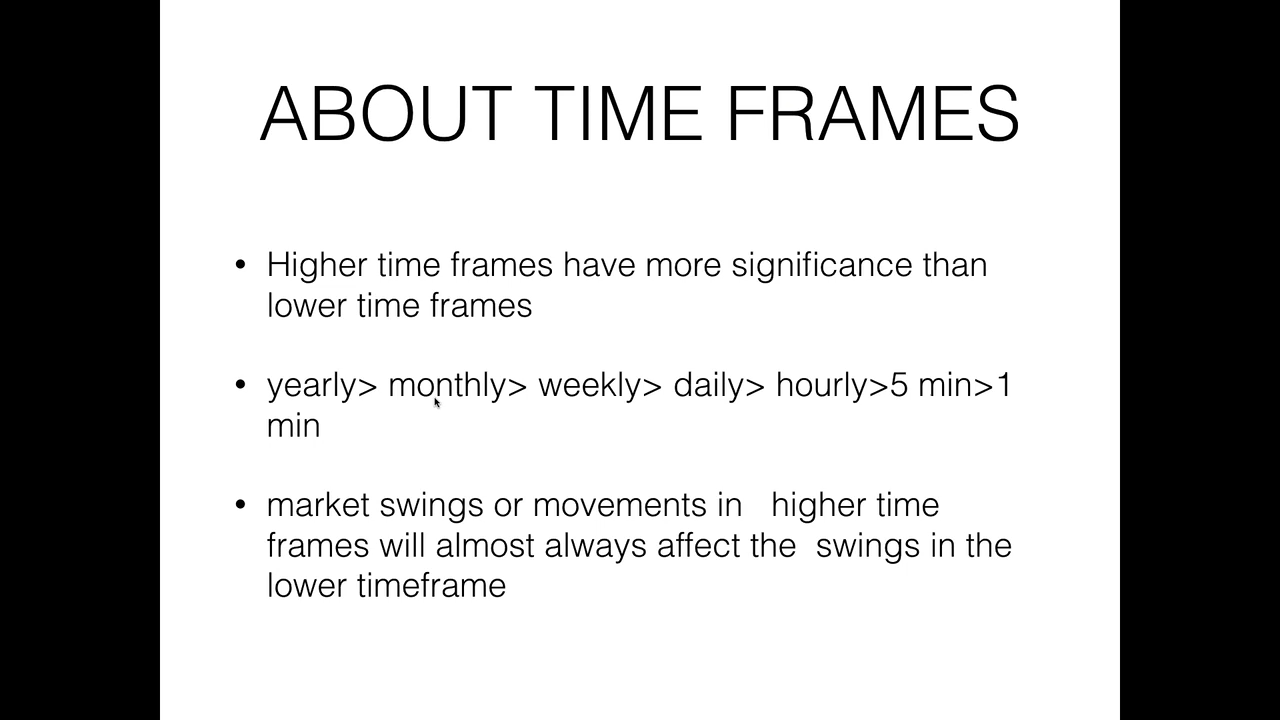 ABOUT TIME FRAMES
• Higher time frames have more significance than
lower time frames
• yearly> monthly> weekly> daily> hourly>5 min>1
min
• market swings or movements in   higher time
frames will almost always affect the  swings in the
lower timeframe